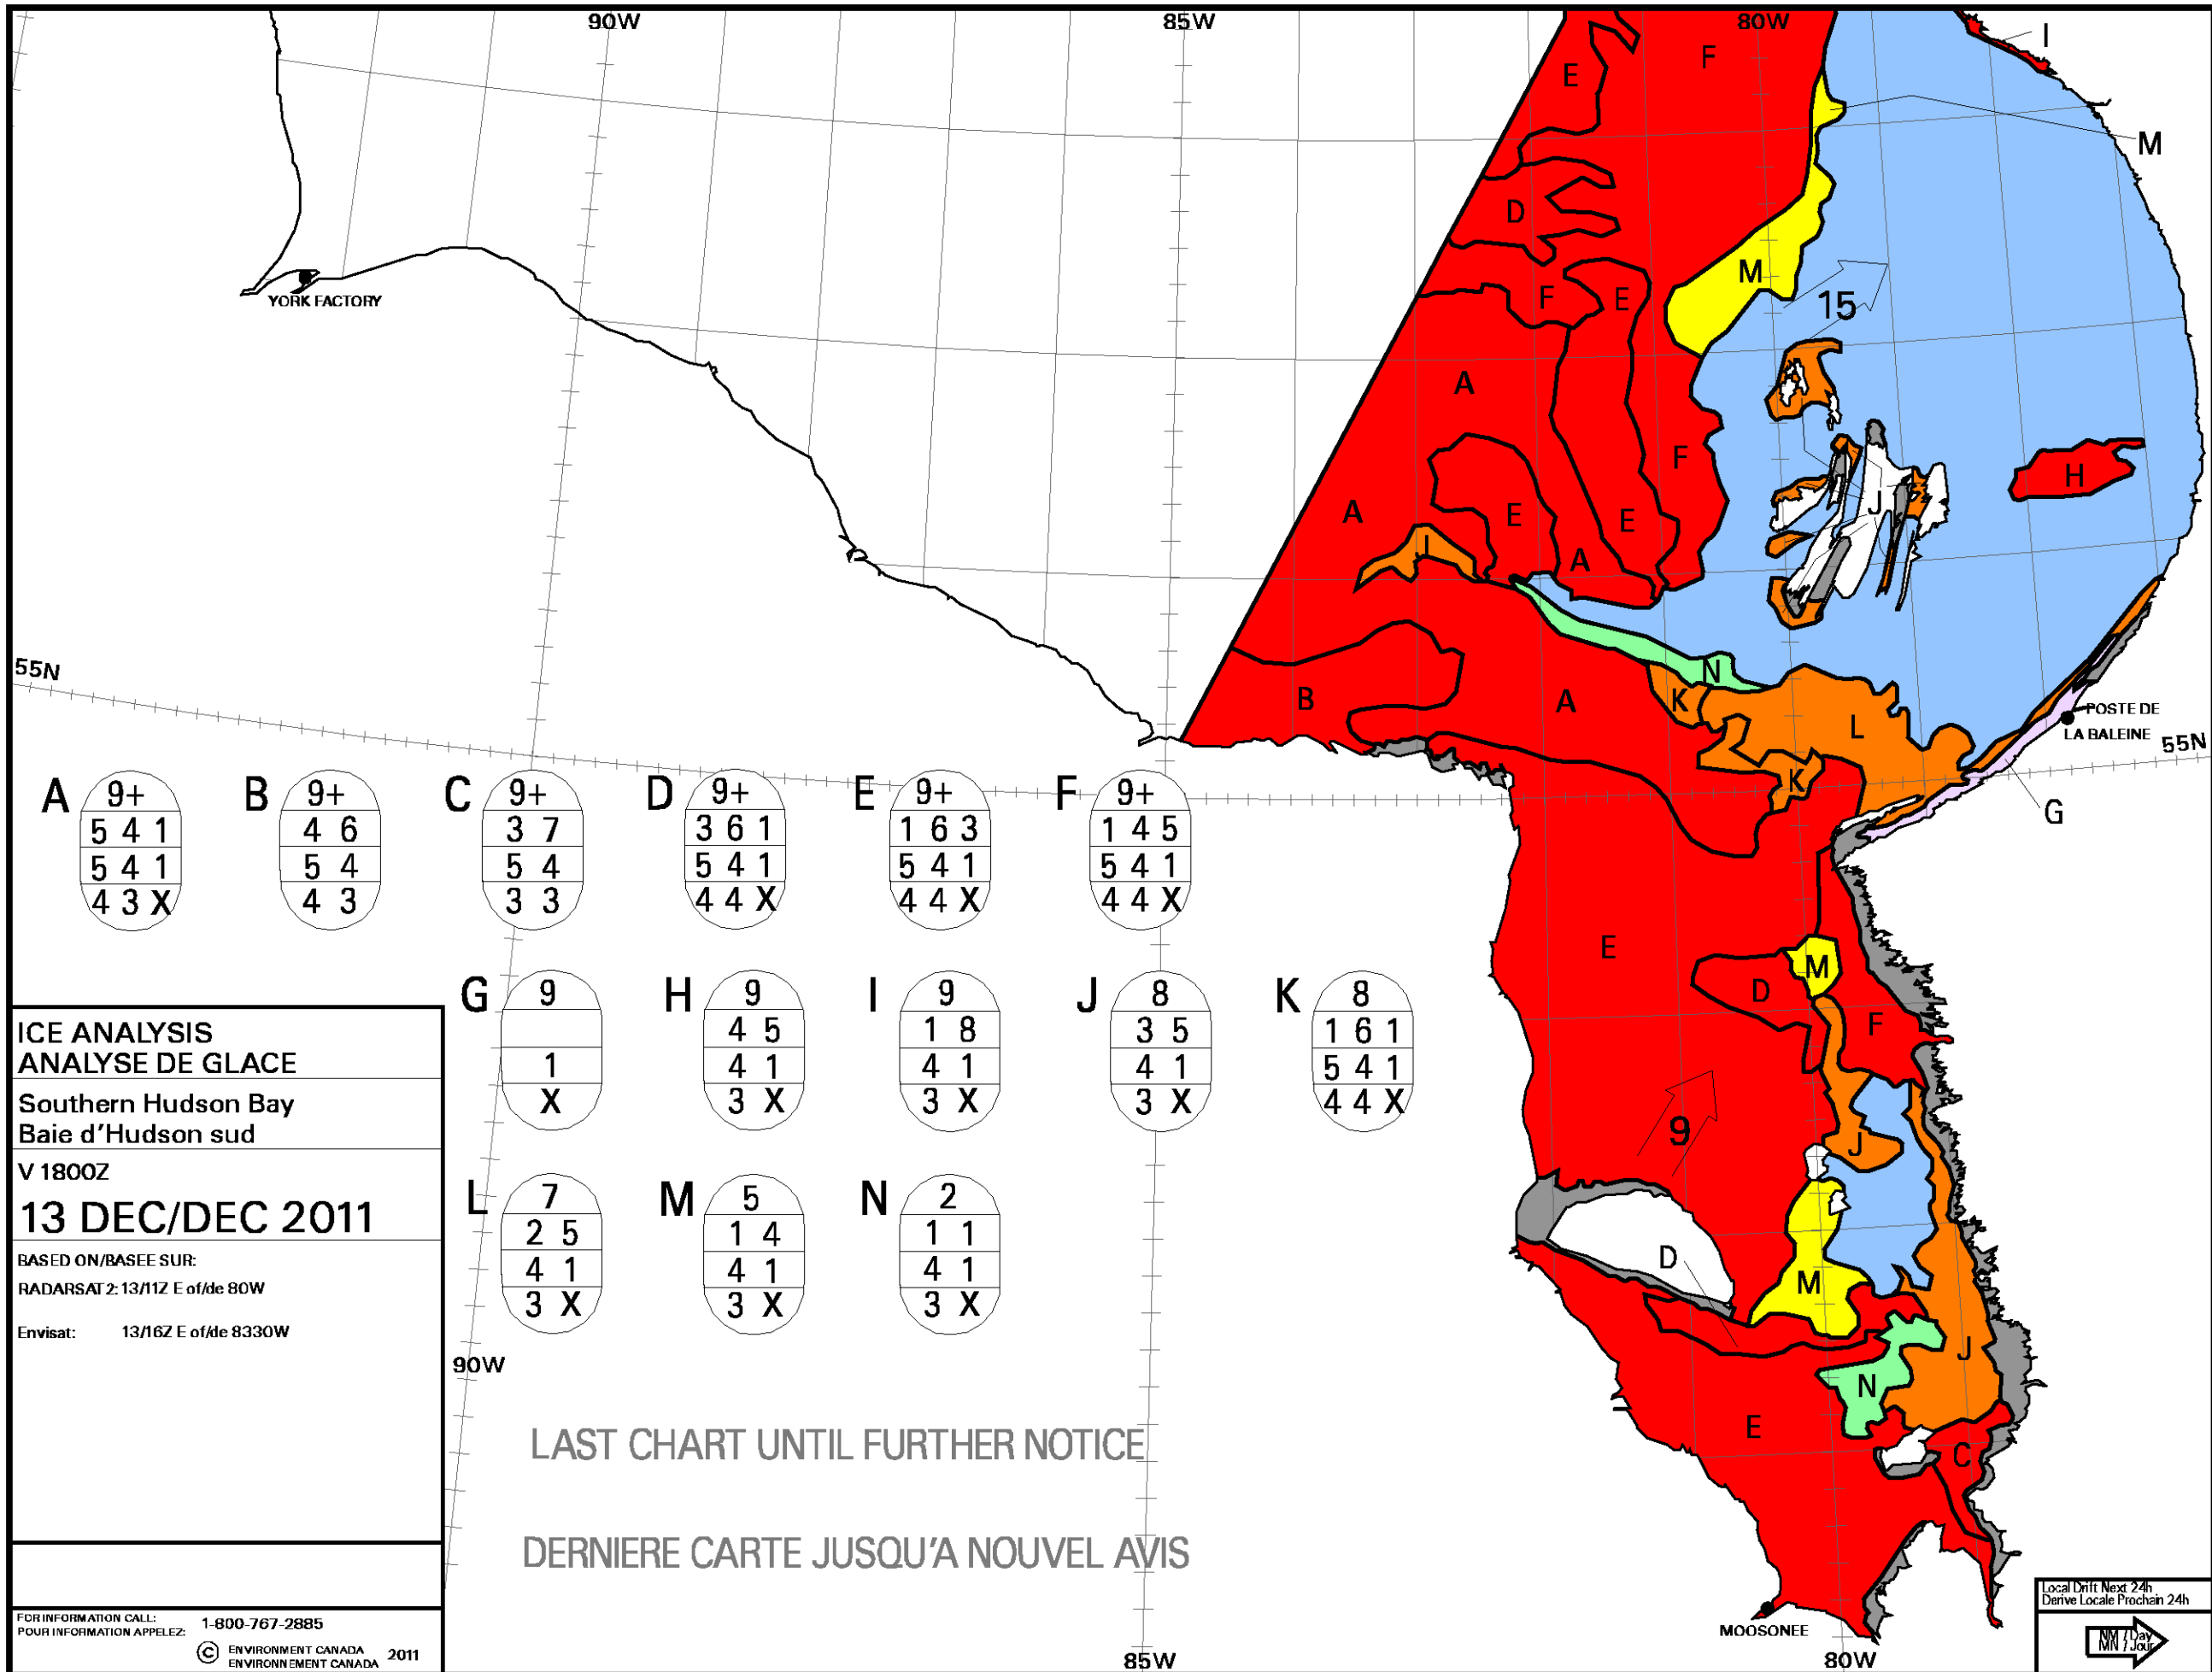 90W
85W
80W
I
E
F
M
D
M
YORK FACTORY
F
E
15
A
F
H
A
E
E
J
J
A
55N
N
B
A
K
L
POSTE DE
LA BALEINE
55N
K
G
A
9+
5 4 1
5 4 1
4 3 X
B
9+
4 6
5 4
4 3
C
9+
3 7
5 4
3 3
D
9+
3 6 1
5 4 1
4 4 X
E
9+
1 6 3
5 4 1
4 4 X
F
9+
1 4 5
5 4 1
4 4 X
E
M
D
F
G
9
1
X
H
9
4 5
4 1
3 X
I
9
1 8
4 1
3 X
J
8
3 5
4 1
3 X
K
8
1 6 1
5 4 1
4 4 X
9
J
L
7
2 5
4 1
3 X
M
5
1 4
4 1
3 X
N
2
1 1
4 1
3 X
D
M
J
N
E
C
ICE ANALYSIS
ANALYSE DE GLACE
Southern Hudson Bay
Baie d'Hudson sud
V 1800Z
13 DEC/DEC 2011
BASED ON/BASEE SUR:
RADARSAT 2: 13/11Z E of/de 80W
Envisat: 13/16Z E of/de 8330W
90W
LAST CHART UNTIL FURTHER NOTICE
DERNIERE CARTE JUSQU'A NOUVEL AVIS
FOR INFORMATION CALL:
POUR INFORMATION APPELEZ:
1-800-767-2885
© ENVIRONMENT CANADA
ENVIRONNEMENT CANADA
2011
85W
MOOSONEE
80W
Local Drift Next 24h
Derive Locale Prochain 24h
NM / Day
MN / Jour